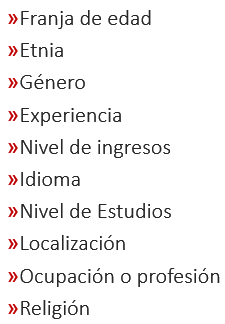 »Franja de edad
»Etnia
»Género
»Experiencia
»Nivel de ingresos
»Idioma
»Nivel de Estudios
»Localización
»Ocupación o profesión
»Religión